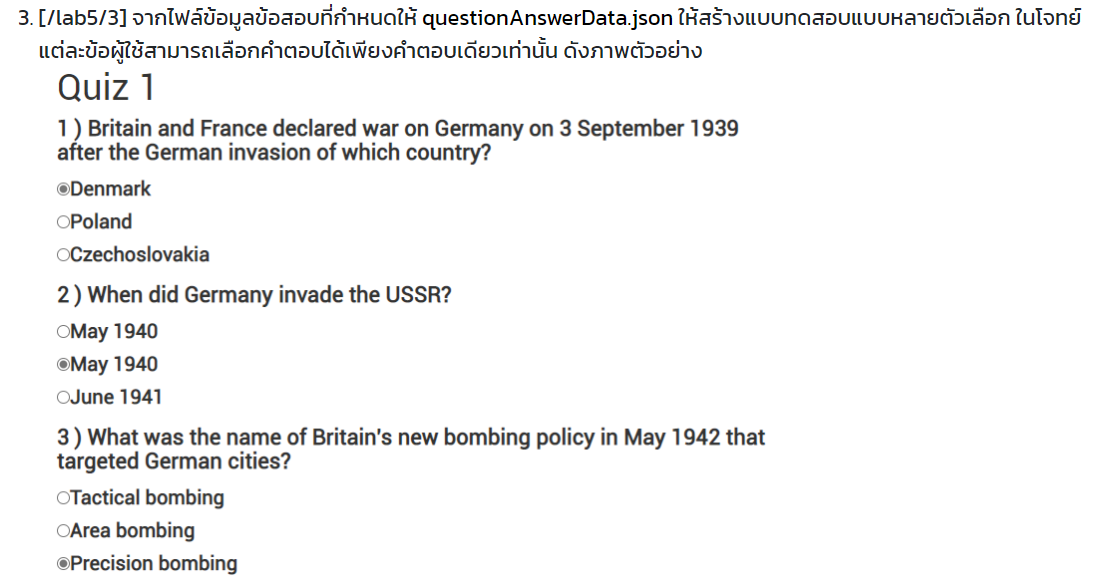 3. [/lab5/3] จากไฟล์ข้อมูลข้อสอบที่กำหนดให้ questionAnswerData.json ให้สร้างแบบทดสอบแบบหลายตัวเลือก ในโจทย์
แต่ละข้อผู้ใช้สามารถเลือกคำตอบได้เพียงคำตอบเดียวเท่านั้น ดังภาพตัวอย่าง
Quiz 1
1 ) Britain and France declared war on Germany on 3 September 1939
after the German invasion of which country?
Denmark
Poland
Czechoslovakia
2 ) When did Germany invade the USSR?
May 1940
May 1940
June 1941
3 ) What was the name of Britain's new bombing policy in May 1942 that
targeted German cities?
Tactical bombing
Area bombing
Precision bombing